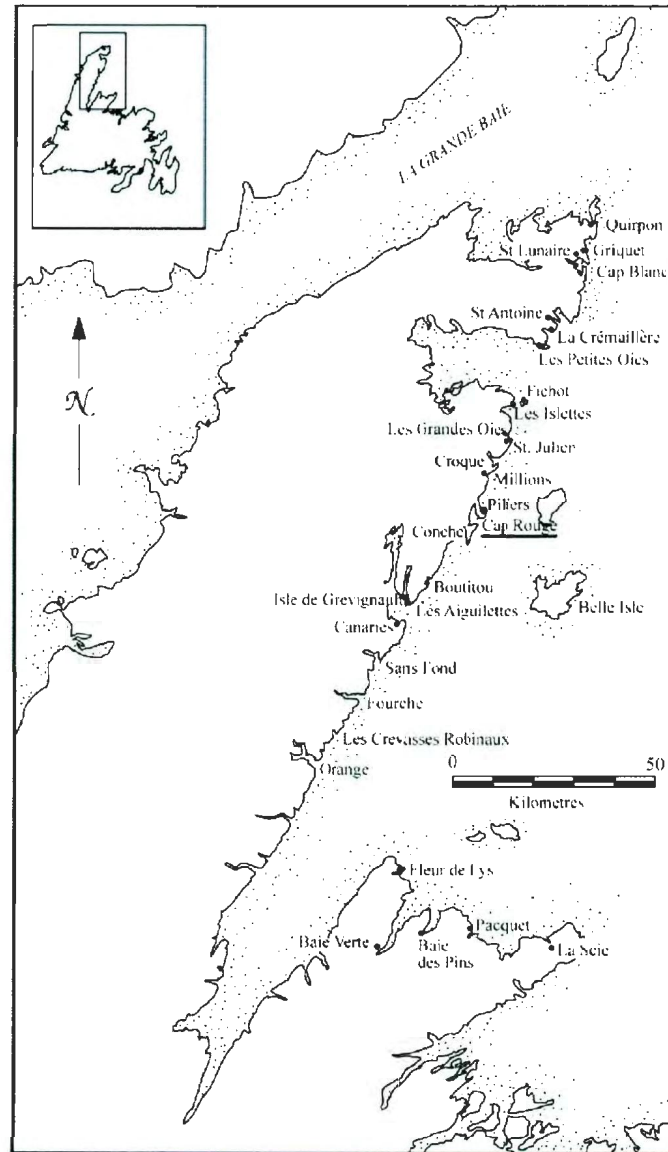 LA GRANDE BAIE
Quirpon
St Lunaire
Griquet
Cap Blanc
St Antoine
La Crémaillère
Les Petites Oies
N.
Fichot
Les Islettes
Les Grandes Oies
St. Julien
Croque
Millions
Piliers
Conche
Cap Rouge
Boutitou
Isle de Grevignault
Les Aiguilettes
Belle Isle
Canaries
Sans Fond
Fourche
Les Crevasses Robinaux
Orange
0 50
Kilometres
Fleur de Lys
Pacquet
Baie Verte
Baie
des Pins
La Scie